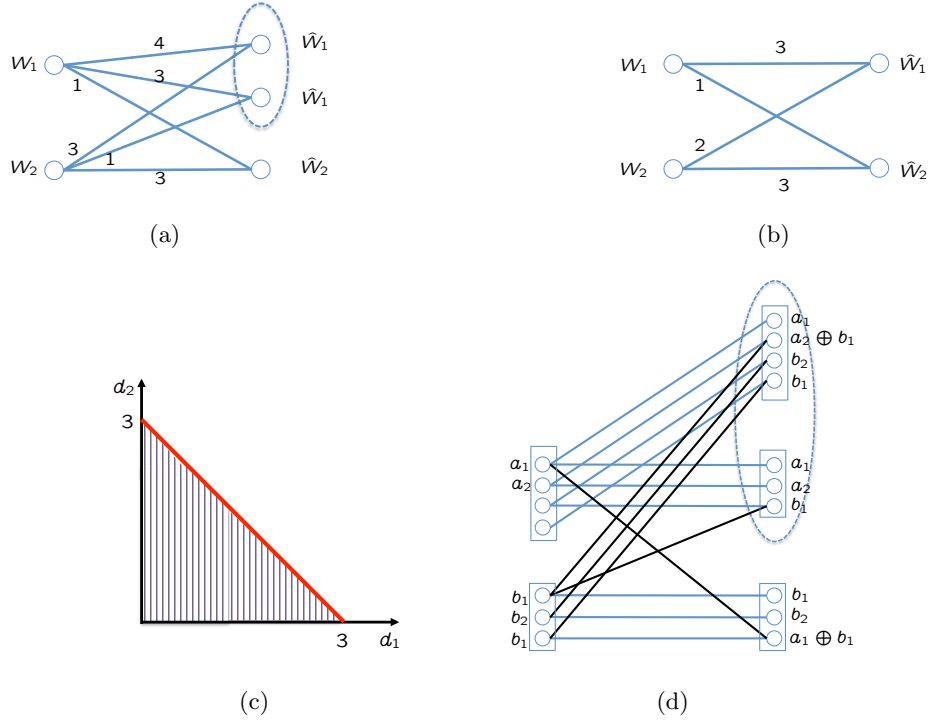 4
Ŵ₁
W₁
3
1
Ŵ₁
3
1
W₂
3
Ŵ₂
(a)
3
W₁
Ŵ₁
1
2
W₂
Ŵ₂
3
(b)
d₂
3
3
d₁
(c)
a₁
a₂ ⊕ b₁
b₂
b₁
a₁
a₁
a₂
a₂
b₁
b₁
b₁
b₂
b₂
b₁
a₁ ⊕ b₁
(d)